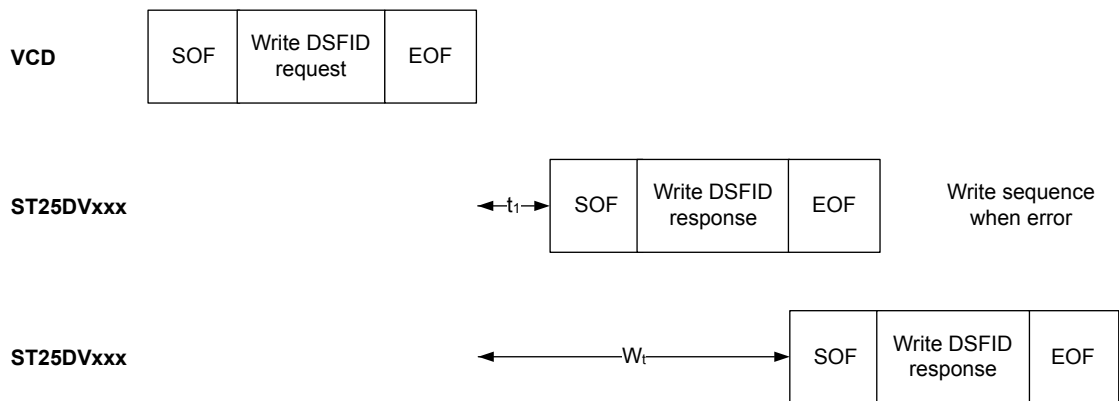 VCD
SOF
Write DSFID
request
EOF
ST25DVxxx
t1
SOF
Write DSFID
response
EOF
Write sequence
when error
ST25DVxxx
Wt
SOF
Write DSFID
response
EOF